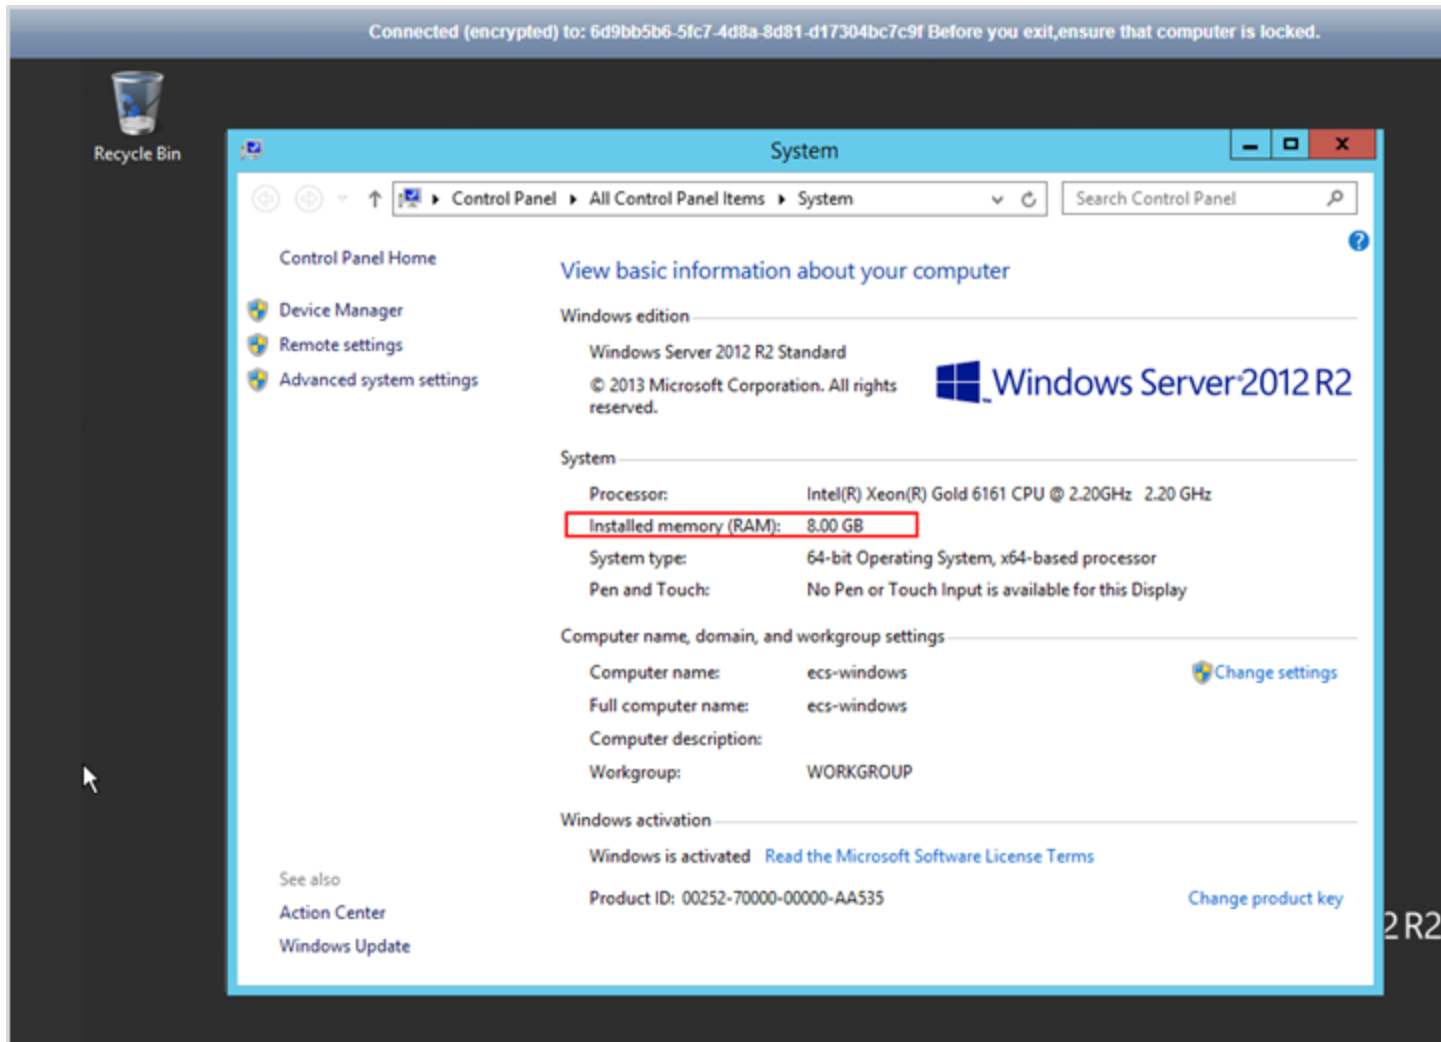 Connected (encrypted) to: 6d9bb5b6-5fc7-4d8a-8d81-d17304bc7c9f Before you exit,ensure that computer is locked.
Recycle Bin
System
Control Panel All Control Panel Items System
Search Control Panel
Control Panel Home
Device Manager
Remote settings
Advanced system settings
View basic information about your computer
Windows edition
Windows Server 2012 R2 Standard
© 2013 Microsoft Corporation. All rights
reserved.
Windows Server 2012 R2
System
Processor: Intel(R) Xeon(R) Gold 6161 CPU @ 2.20GHz 2.20 GHz
Installed memory (RAM): 8.00 GB
System type: 64-bit Operating System, x64-based processor
Pen and Touch: No Pen or Touch Input is available for this Display
Computer name, domain, and workgroup settings
Computer name: ecs-windows
Change settings
Full computer name: ecs-windows
Computer description:
Workgroup: WORKGROUP
Windows activation
Windows is activated Read the Microsoft Software License Terms
Product ID: 00252-70000-00000-AA535
Change product key
See also
Action Center
Windows Update
2 R2